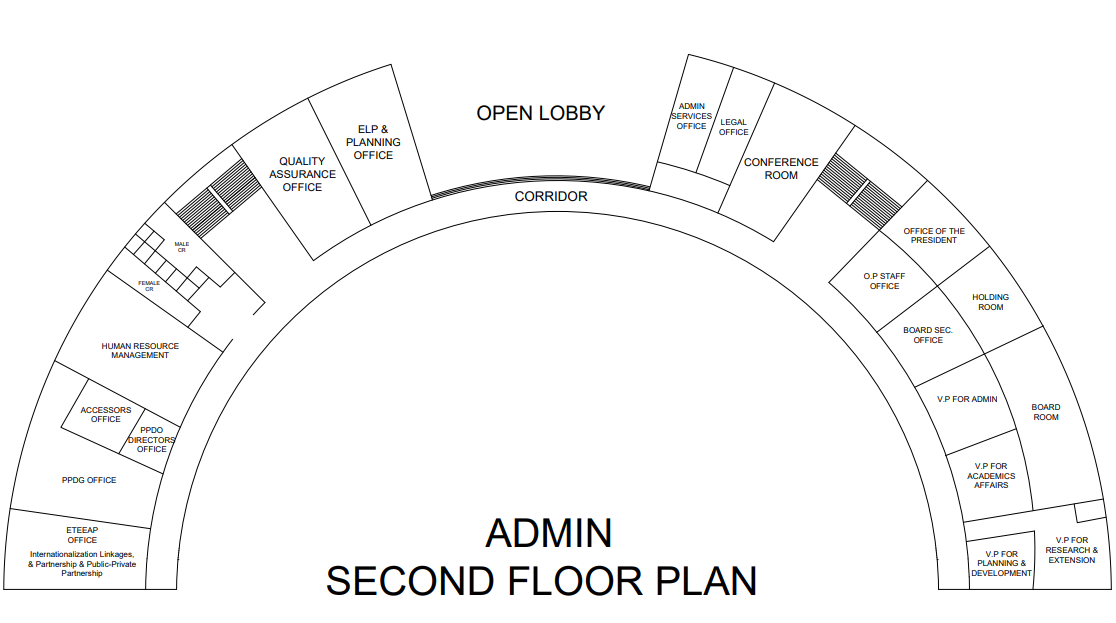 OPEN LOBBY
CORRIDOR
ELP &
PLANNING
OFFICE
QUALITY
ASSURANCE
OFFICE
MALE
CR
FEMALE
CR
HUMAN RESOURCE
MANAGEMENT
ACCESSORS
OFFICE
PPDO
DIRECTORS
OFFICE
PPDG OFFICE
ETEEAP
OFFICE
Internationalization Linkages,
& Partnership & Public-Private
Partnership
ADMIN
SERVICES
OFFICE
LEGAL
OFFICE
CONFERENCE
ROOM
OFFICE OF THE
PRESIDENT
O.P STAFF
OFFICE
HOLDING
ROOM
BOARD SEC.
OFFICE
V.P FOR ADMIN
BOARD
ROOM
V.P FOR
ACADEMICS
AFFAIRS
V.P FOR
PLANNING &
DEVELOPMENT
V.P FOR
RESEARCH &
EXTENSION
ADMIN
SECOND FLOOR PLAN